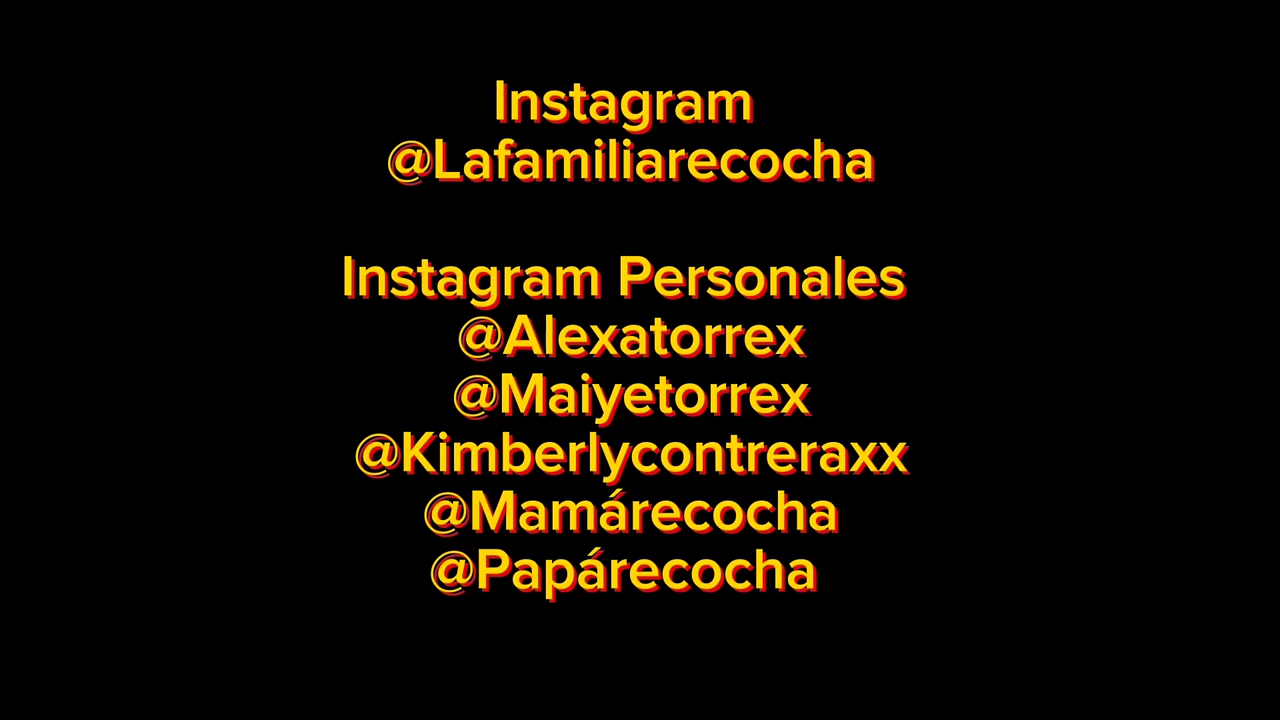 Instagram
@Lafamiliarecocha
Instagram Personales
@Alexatorrex
@Maiyetorrex
@Kimberlycontreraxx
@Mamárecocha
@Papárecocha